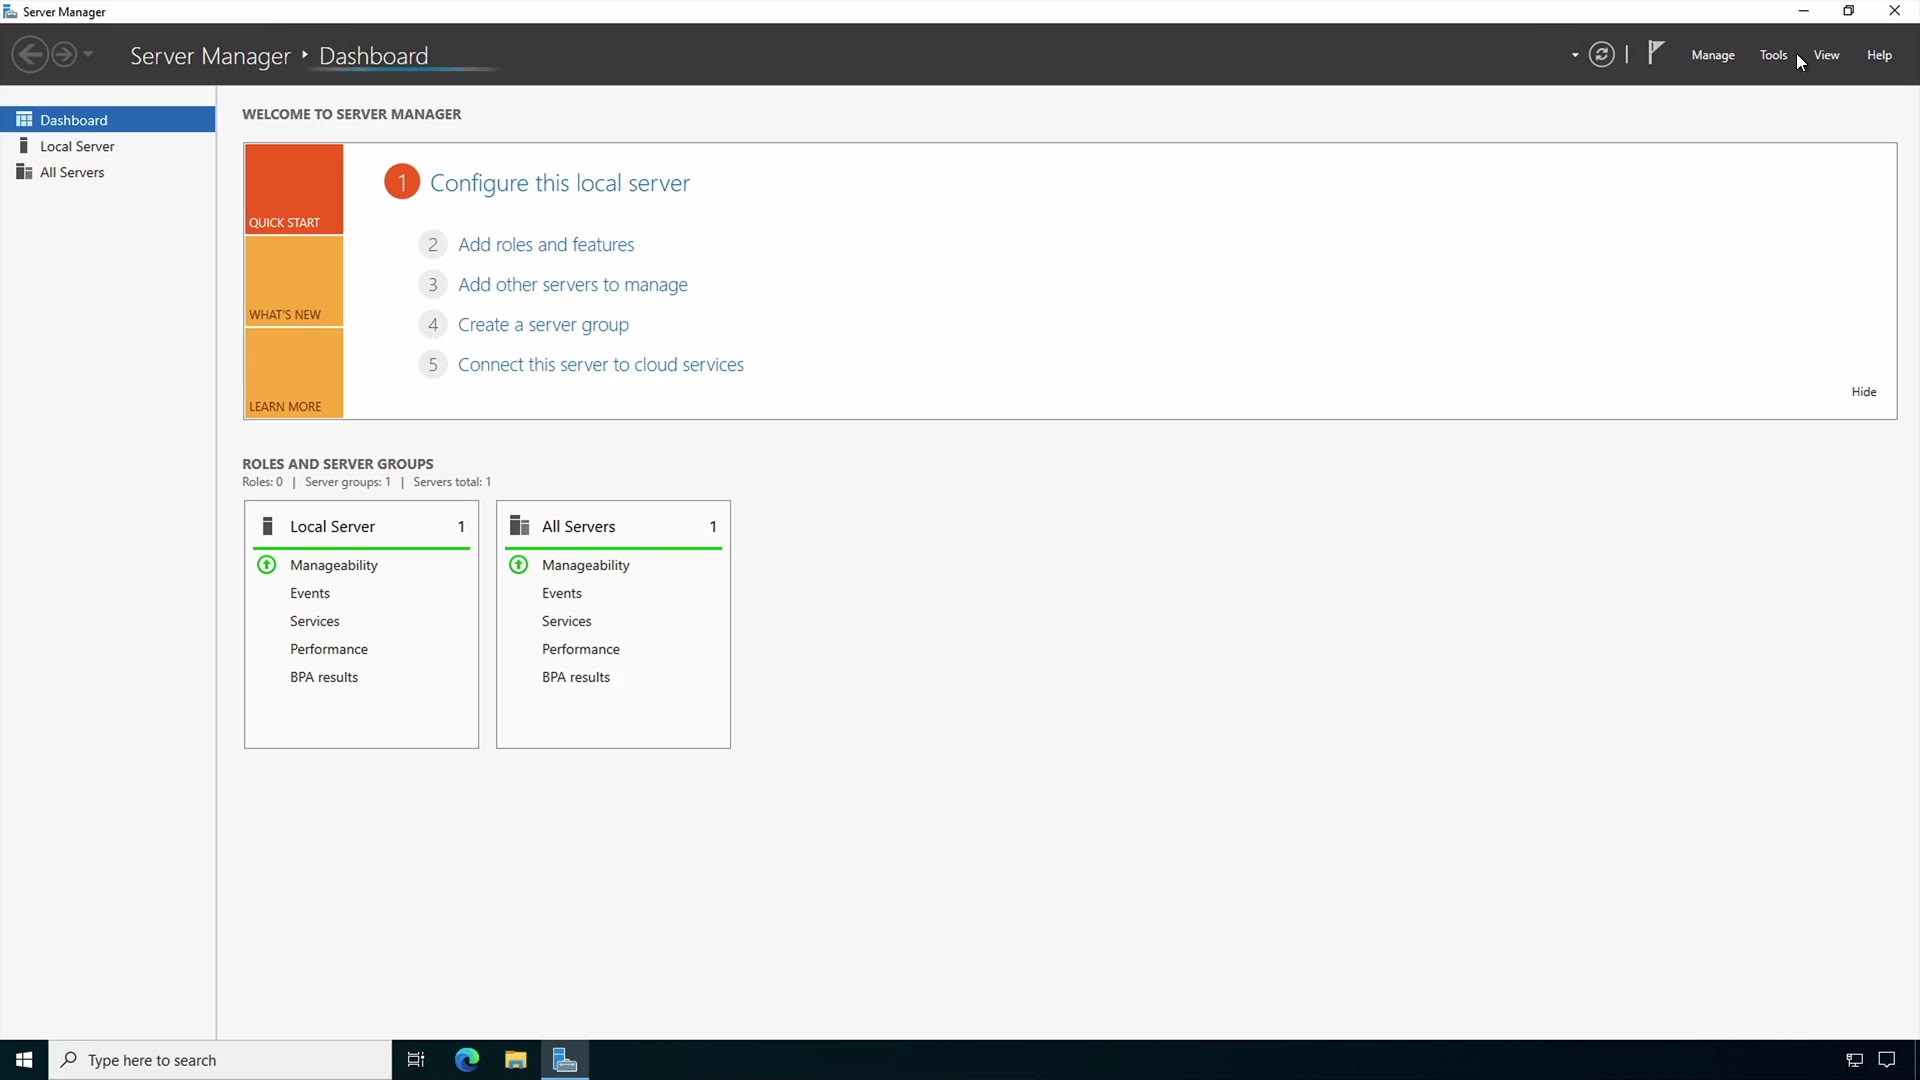 Server Manager
Server Manager ‣ Dashboard
Manage Tools View Help
Dashboard
Local Server
All Servers
WELCOME TO SERVER MANAGER
QUICK START
WHAT'S NEW
LEARN MORE
1 Configure this local server
2 Add roles and features
3 Add other servers to manage
4 Create a server group
5 Connect this server to cloud services
Hide
ROLES AND SERVER GROUPS
Roles: 0 | Server groups: 1 | Servers total: 1
Local Server 1
Manageability
Events
Services
Performance
BPA results
All Servers 1
Manageability
Events
Services
Performance
BPA results
Type here to search